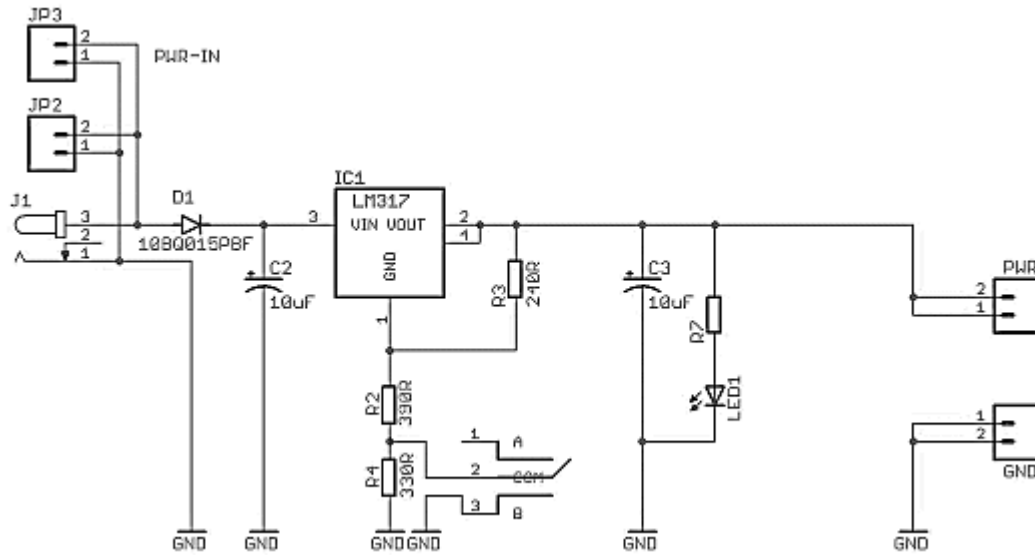 JP3
2
1
PWR-IN
JP2
2
1
J1
3
2
1
D1
10BQ015PBF
C2
10uF
IC1
LM317
VIN VOUT
GND
3
2
4
1
R3
240R
C3
10uF
R7
LED1
PWR
2
1
R2
390R
R4
330R
1
A
2
COM
3
B
1
2
GND
GND
GND
GND
GND
GND
GND